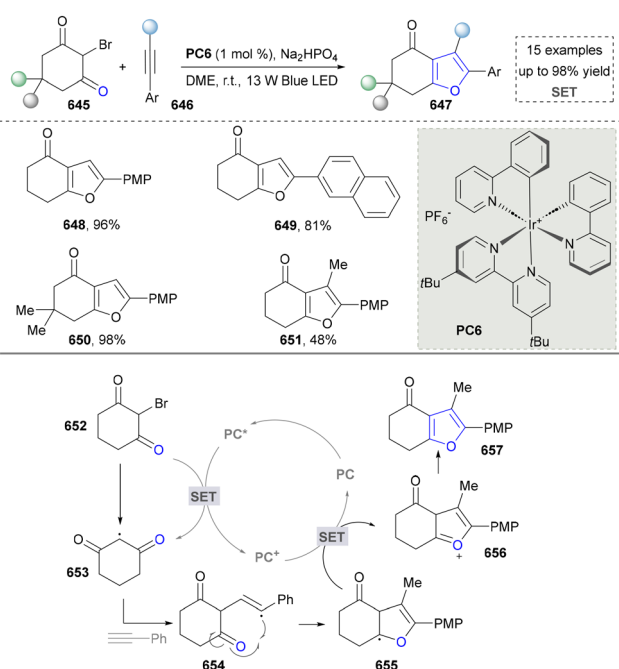 O Br O 645
+
Ar 646
PC6 (1 mol %), Na₂HPO₄
DME, r.t., 13 W Blue LED
O O Ar 647
15 examples
up to 98% yield
SET
O O PMP
648, 96%
O O
649, 81%
O Me Me O PMP
650, 98%
O Me O PMP
651, 48%
PF₆⁻
N Ir⁺ N N N
tBu
tBu
PC6
652
O Br O
PC*
SET
PC
PC⁺
SET
O Me O PMP
657
O Me O + PMP
656
O · O
653
Ph
O Ph · O
654
O Me O · PMP
655